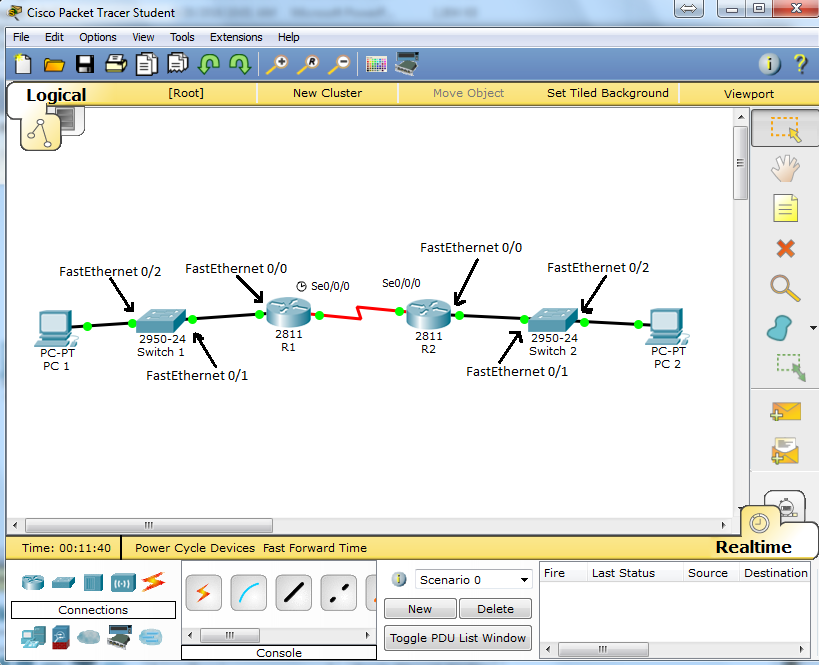 Cisco Packet Tracer Student
File Edit Options View Tools Extensions Help
Logical [Root] New Cluster Move Object Set Tiled Background Viewport
FastEthernet 0/0
FastEthernet 0/2 FastEthernet 0/0 FastEthernet 0/2
Se0/0/0 Se0/0/0
PC-PT
PC 1
2950-24
Switch 1
2811
R1
2811
R2
2950-24
Switch 2
PC-PT
PC 2
FastEthernet 0/1 FastEthernet 0/1
Time: 00:11:40 Power Cycle Devices Fast Forward Time Realtime
Connections
Console
Scenario 0
New Delete
Toggle PDU List Window
Fire Last Status Source Destination